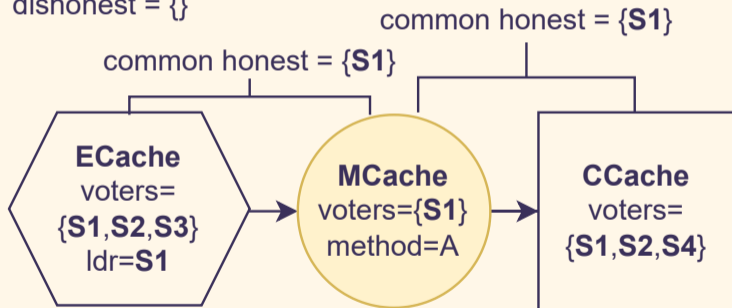 dishonest = {}
common honest = {S1}
common honest = {S1}
ECache
voters=
{S1,S2,S3}
ldr=S1
MCache
voters={S1}
method=A
CCache
voters=
{S1,S2,S4}